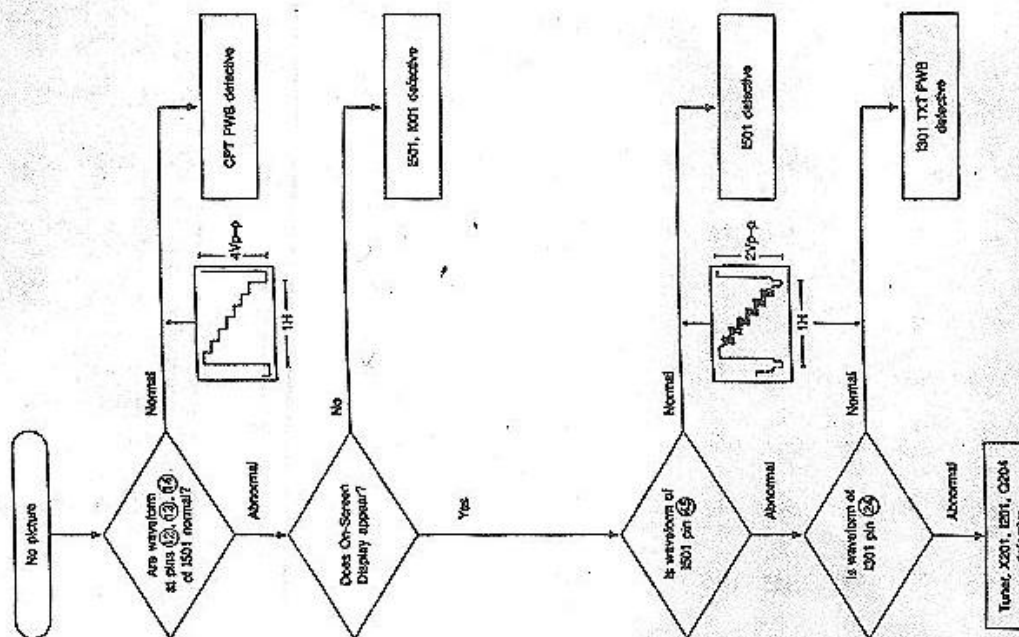 No picture
Are waveform
at pins 12, 13, 14
of I501 normal?
Normal
4Vp-p
1H
CPT PWB defective
Abnormal
Does On-Screen
Display appear?
No
I501, I001 defective
Yes
Is waveform of
I501 pin 45
Normal
2Vp-p
1H
I501 defective
Abnormal
Is waveform of
I301 pin 24
Normal
1301 TXT PWB
defective
Abnormal
Tuner, X201, I201, Q204